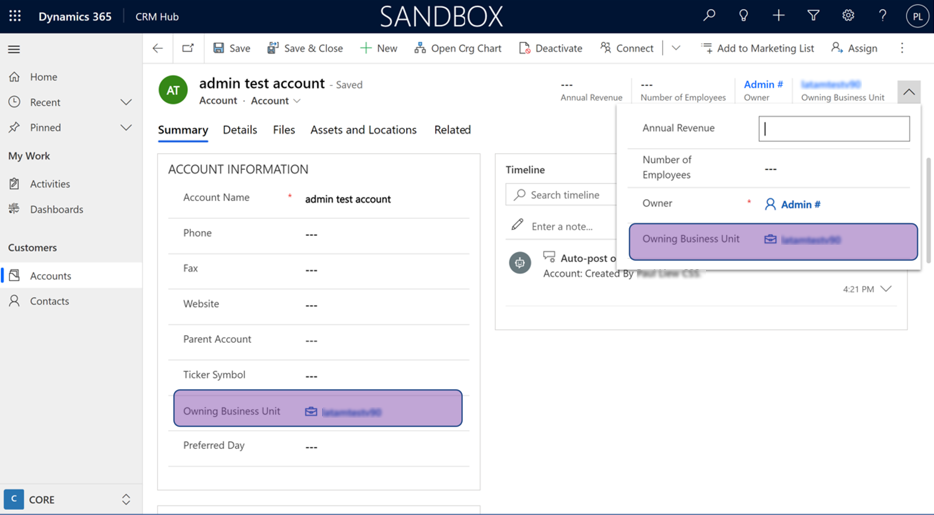 Dynamics 365 CRM Hub SANDBOX ? PL
Save Save & Close New Open Org Chart Deactivate Connect Add to Marketing List Assign
Home
Recent
Pinned
My Work
Activities
Dashboards
Customers
Accounts
Contacts
C CORE
AT
admin test account - Saved
Account · Account
--- Annual Revenue
--- Number of Employees
Admin # Owner
Owning Business Unit
Summary Details Files Assets and Locations Related
ACCOUNT INFORMATION
Account Name * admin test account
Phone ---
Fax ---
Website ---
Parent Account ---
Ticker Symbol ---
Owning Business Unit
Preferred Day ---
Timeline
Search timeline
Enter a note...
Auto-post o
Account: Created By
4:21 PM
Annual Revenue
Number of
Employees ---
Owner * Admin #
Owning Business Unit